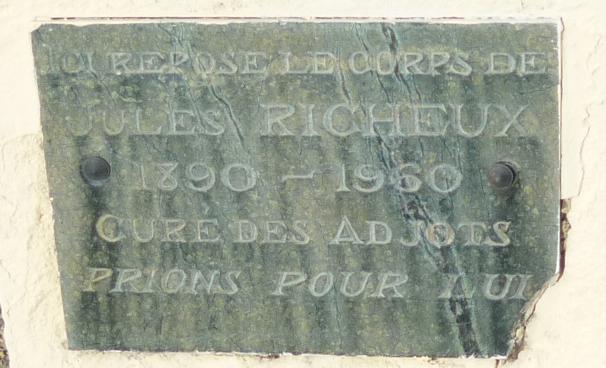 ICI REPOSE LE CORPS DE
JULES RICHEUX
1890 ~ 1960
CURÉ DES ADJOTS
PRIONS POUR LUI